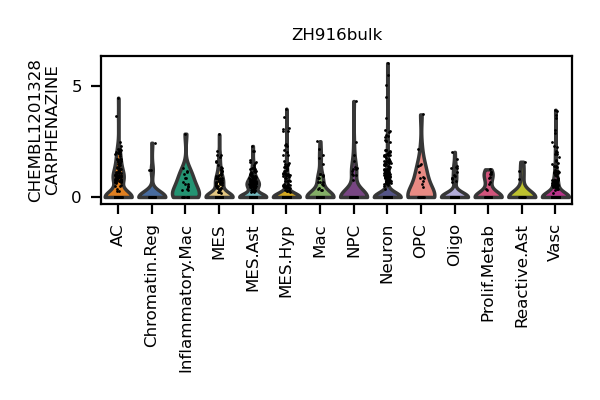 ZH916bulk
CHEMBL1201328
CARPHENAZINE
5
0
AC
Chromatin.Reg
Inflammatory.Mac
MES
MES.Ast
MES.Hyp
Mac
NPC
Neuron
OPC
Oligo
Prolif.Metab
Reactive.Ast
Vasc